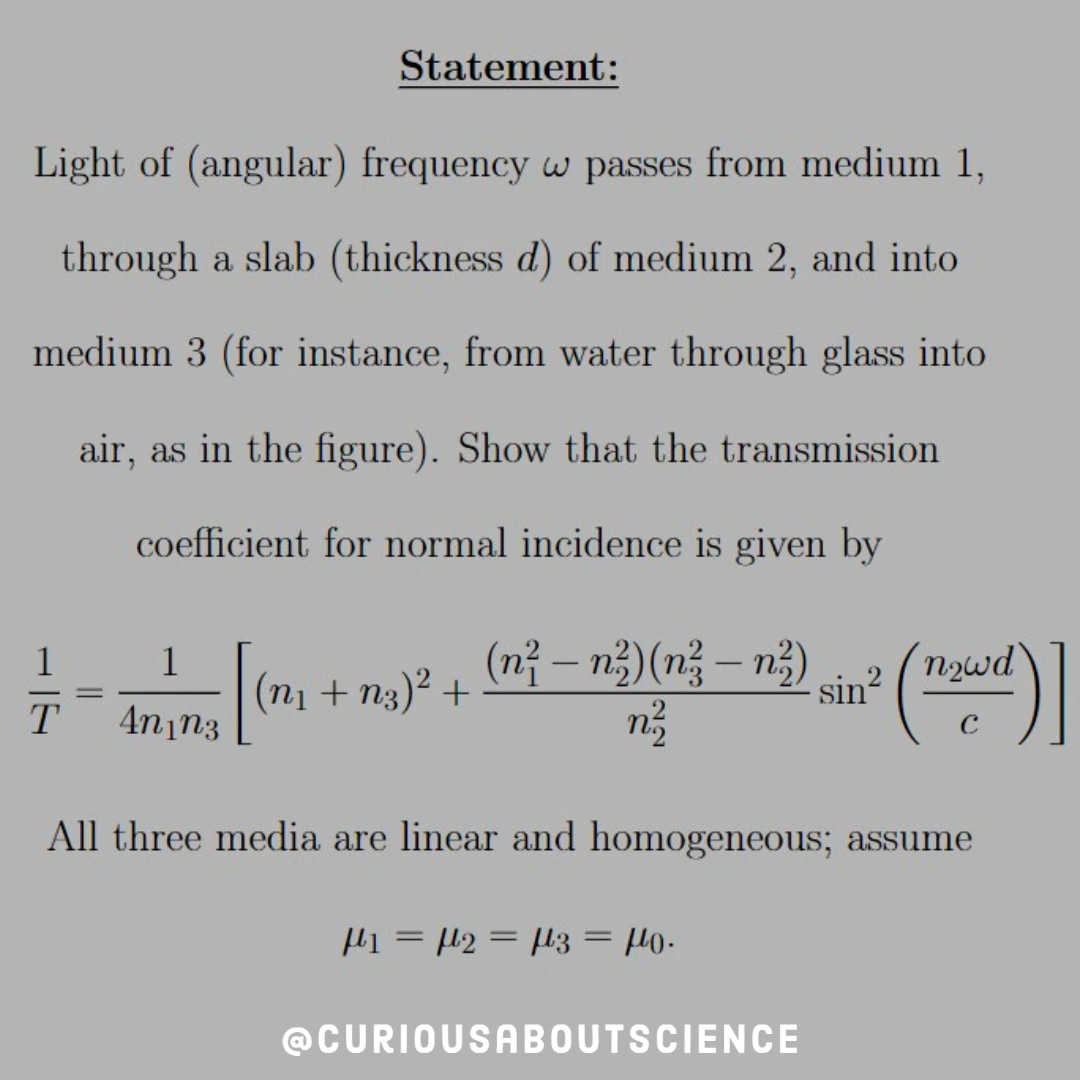 Statement:
Light of (angular) frequency ω passes from medium 1,
through a slab (thickness d) of medium 2, and into
medium 3 (for instance, from water through glass into
air, as in the figure). Show that the transmission
coefficient for normal incidence is given by
1/T = 1/(4n₁n₃) [(n₁ + n₃)² + ((n₁² − n₂²)(n₃² − n₂²))/n₂² sin² (n₂ωd/c)]
All three media are linear and homogeneous; assume
μ₁ = μ₂ = μ₃ = μ₀.
@CURIOUSABOUTSCIENCE